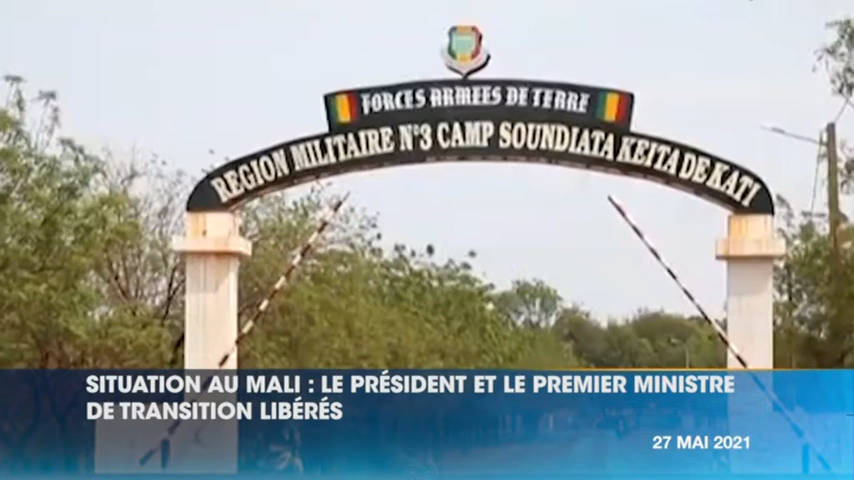 FORCES ARMEES DE TERRE
REGION MILITAIRE N°3 CAMP SOUNDIATA KEITA DE KATI
SITUATION AU MALI : LE PRÉSIDENT ET LE PREMIER MINISTRE
DE TRANSITION LIBÉRÉS
27 MAI 2021